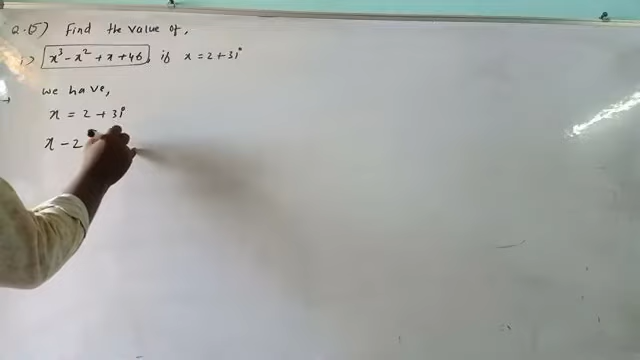 Q.(5) Find the value of,
i) x³ - x² + x + 46, if x = 2 + 3i
we have,
x = 2 + 3i
x - 2